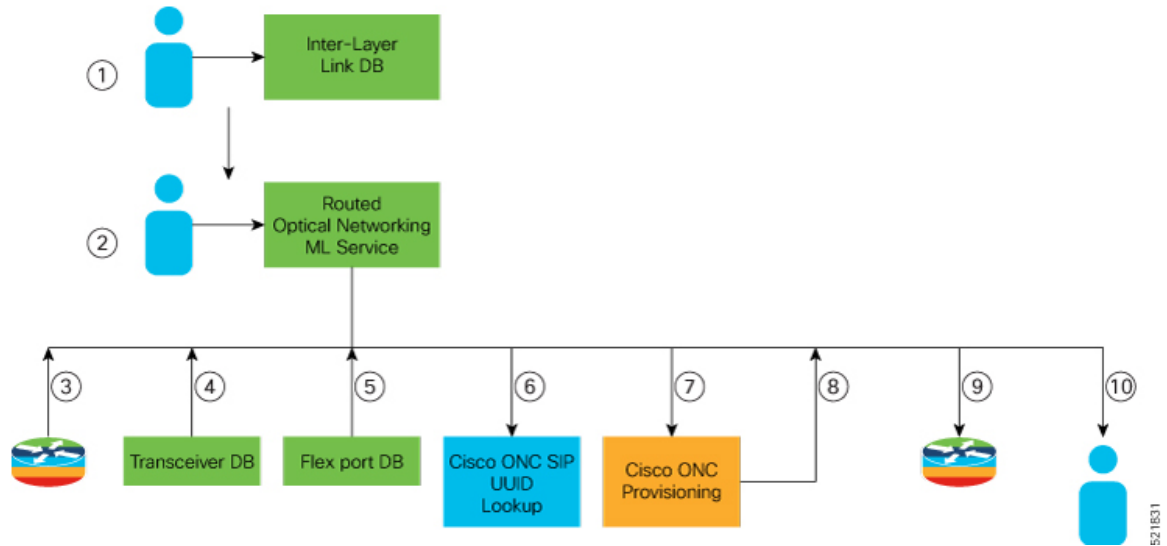 Inter-Layer
Link DB
1
2
Routed
Optical Networking
ML Service
3
4
5
6
7
8
9
10
Transceiver DB
Flex port DB
Cisco ONC SIP
UUID
Lookup
Cisco ONC
Provisioning
521831